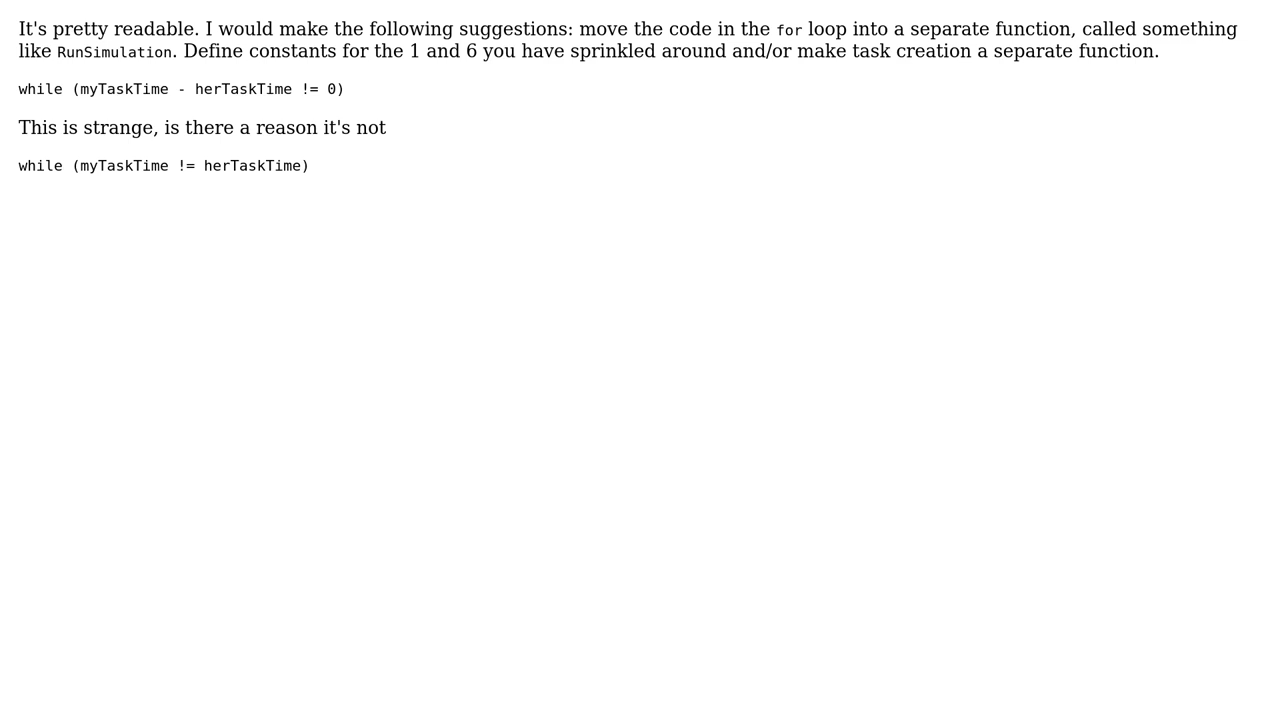 It's pretty readable. I would make the following suggestions: move the code in the for loop into a separate function, called something
like RunSimulation. Define constants for the 1 and 6 you have sprinkled around and/or make task creation a separate function.
while (myTaskTime - herTaskTime != 0)
This is strange, is there a reason it's not
while (myTaskTime != herTaskTime)